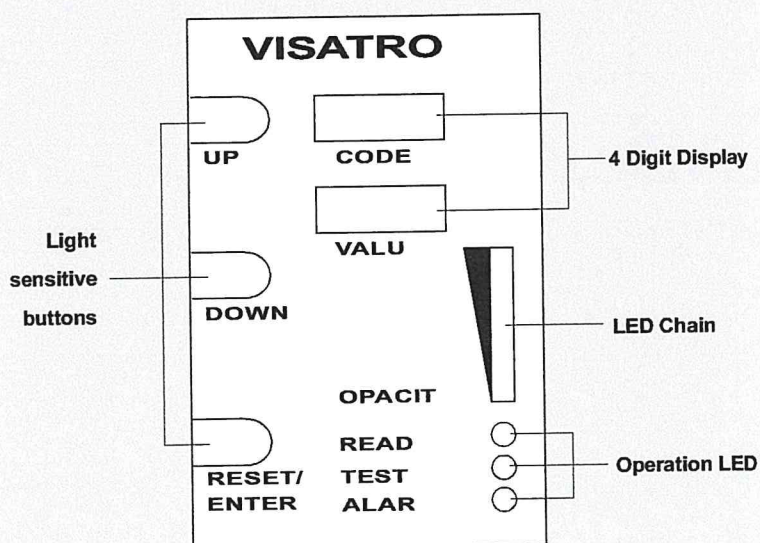 VISATRO
UP
CODE
4 Digit Display
VALU
Light
sensitive
buttons
DOWN
LED Chain
OPACIT
READ
Operation LED
RESET/
TEST
ENTER
ALAR